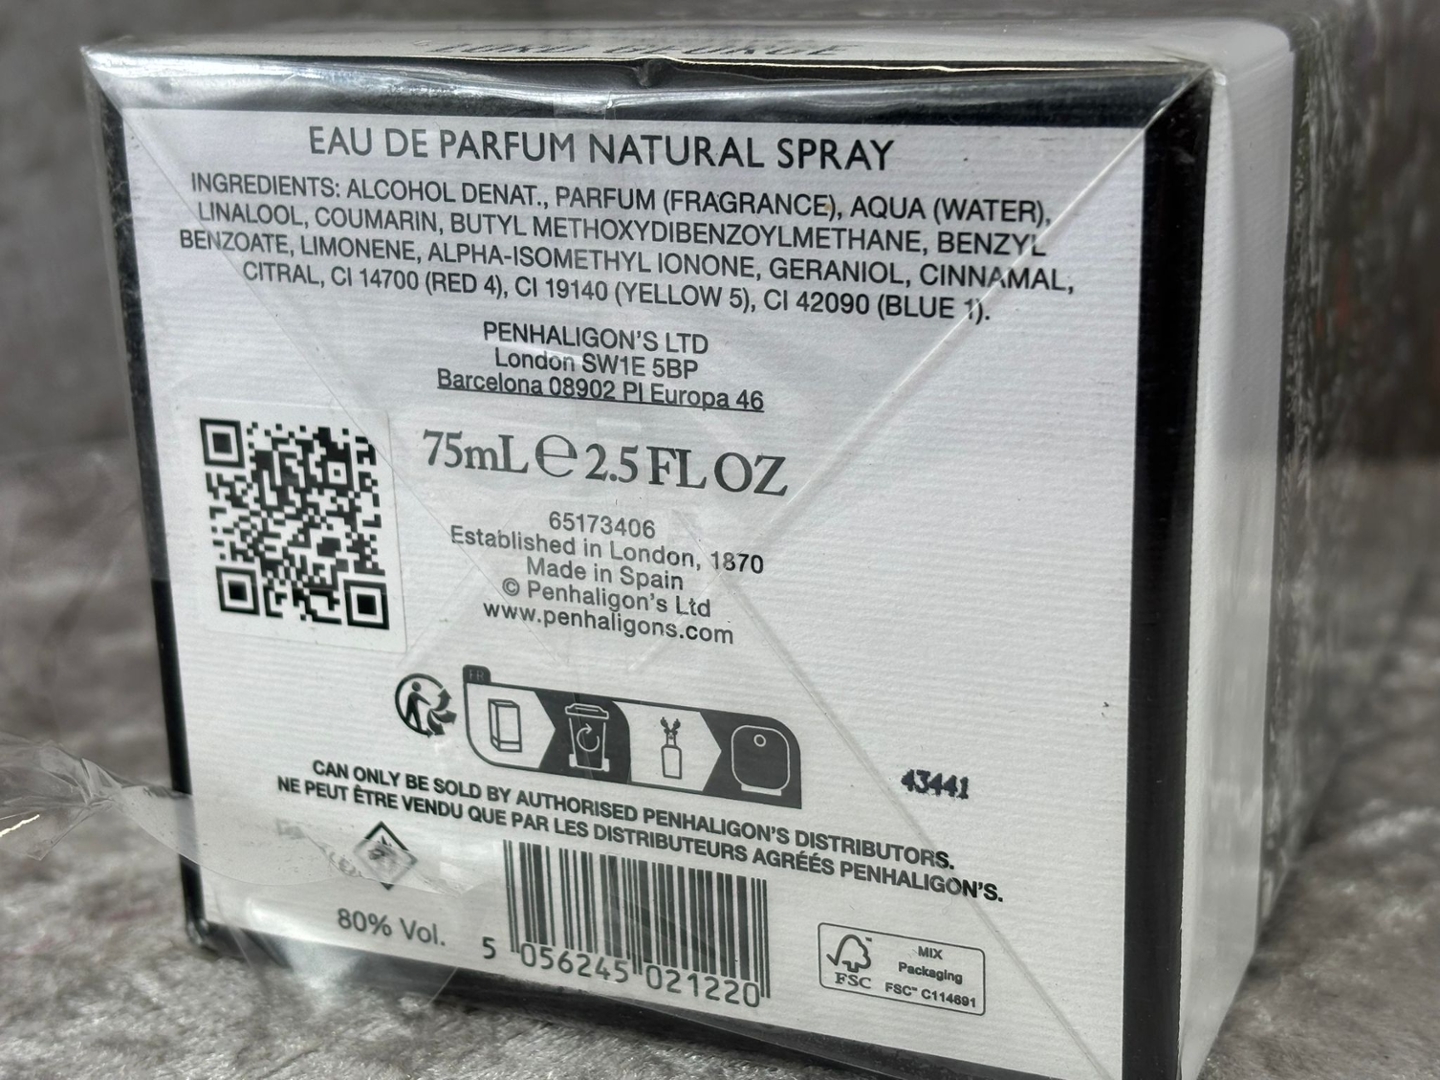 LORD GEORGE
EAU DE PARFUM NATURAL SPRAY
INGREDIENTS: ALCOHOL DENAT., PARFUM (FRAGRANCE), AQUA (WATER),
LINALOOL, COUMARIN, BUTYL METHOXYDIBENZOYLMETHANE, BENZYL
BENZOATE, LIMONENE, ALPHA-ISOMETHYL IONONE, GERANIOL, CINNAMAL,
CITRAL, CI 14700 (RED 4), CI 19140 (YELLOW 5), CI 42090 (BLUE 1).
PENHALIGON'S LTD
London SW1E 5BP
Barcelona 08902 Pl Europa 46
75mL ℮ 2.5 FL OZ
65173406
Established in London, 1870
Made in Spain
© Penhaligon's Ltd
www.penhaligons.com
FR
43441
CAN ONLY BE SOLD BY AUTHORISED PENHALIGON'S DISTRIBUTORS.
NE PEUT ÊTRE VENDU QUE PAR LES DISTRIBUTEURS AGRÉÉS PENHALIGON'S.
80% Vol.
5 056245 021220
FSC
MIX
Packaging
FSC™ C114691